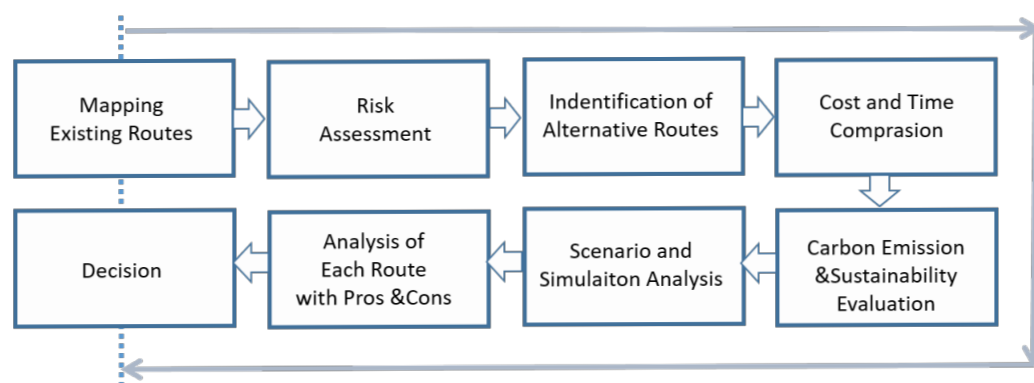 Mapping
Existing Routes
Risk
Assessment
Indentification of
Alternative Routes
Cost and Time
Comprasion
Decision
Analysis of
Each Route
with Pros &Cons
Scenario and
Simulaiton Analysis
Carbon Emission
&Sustainability
Evaluation